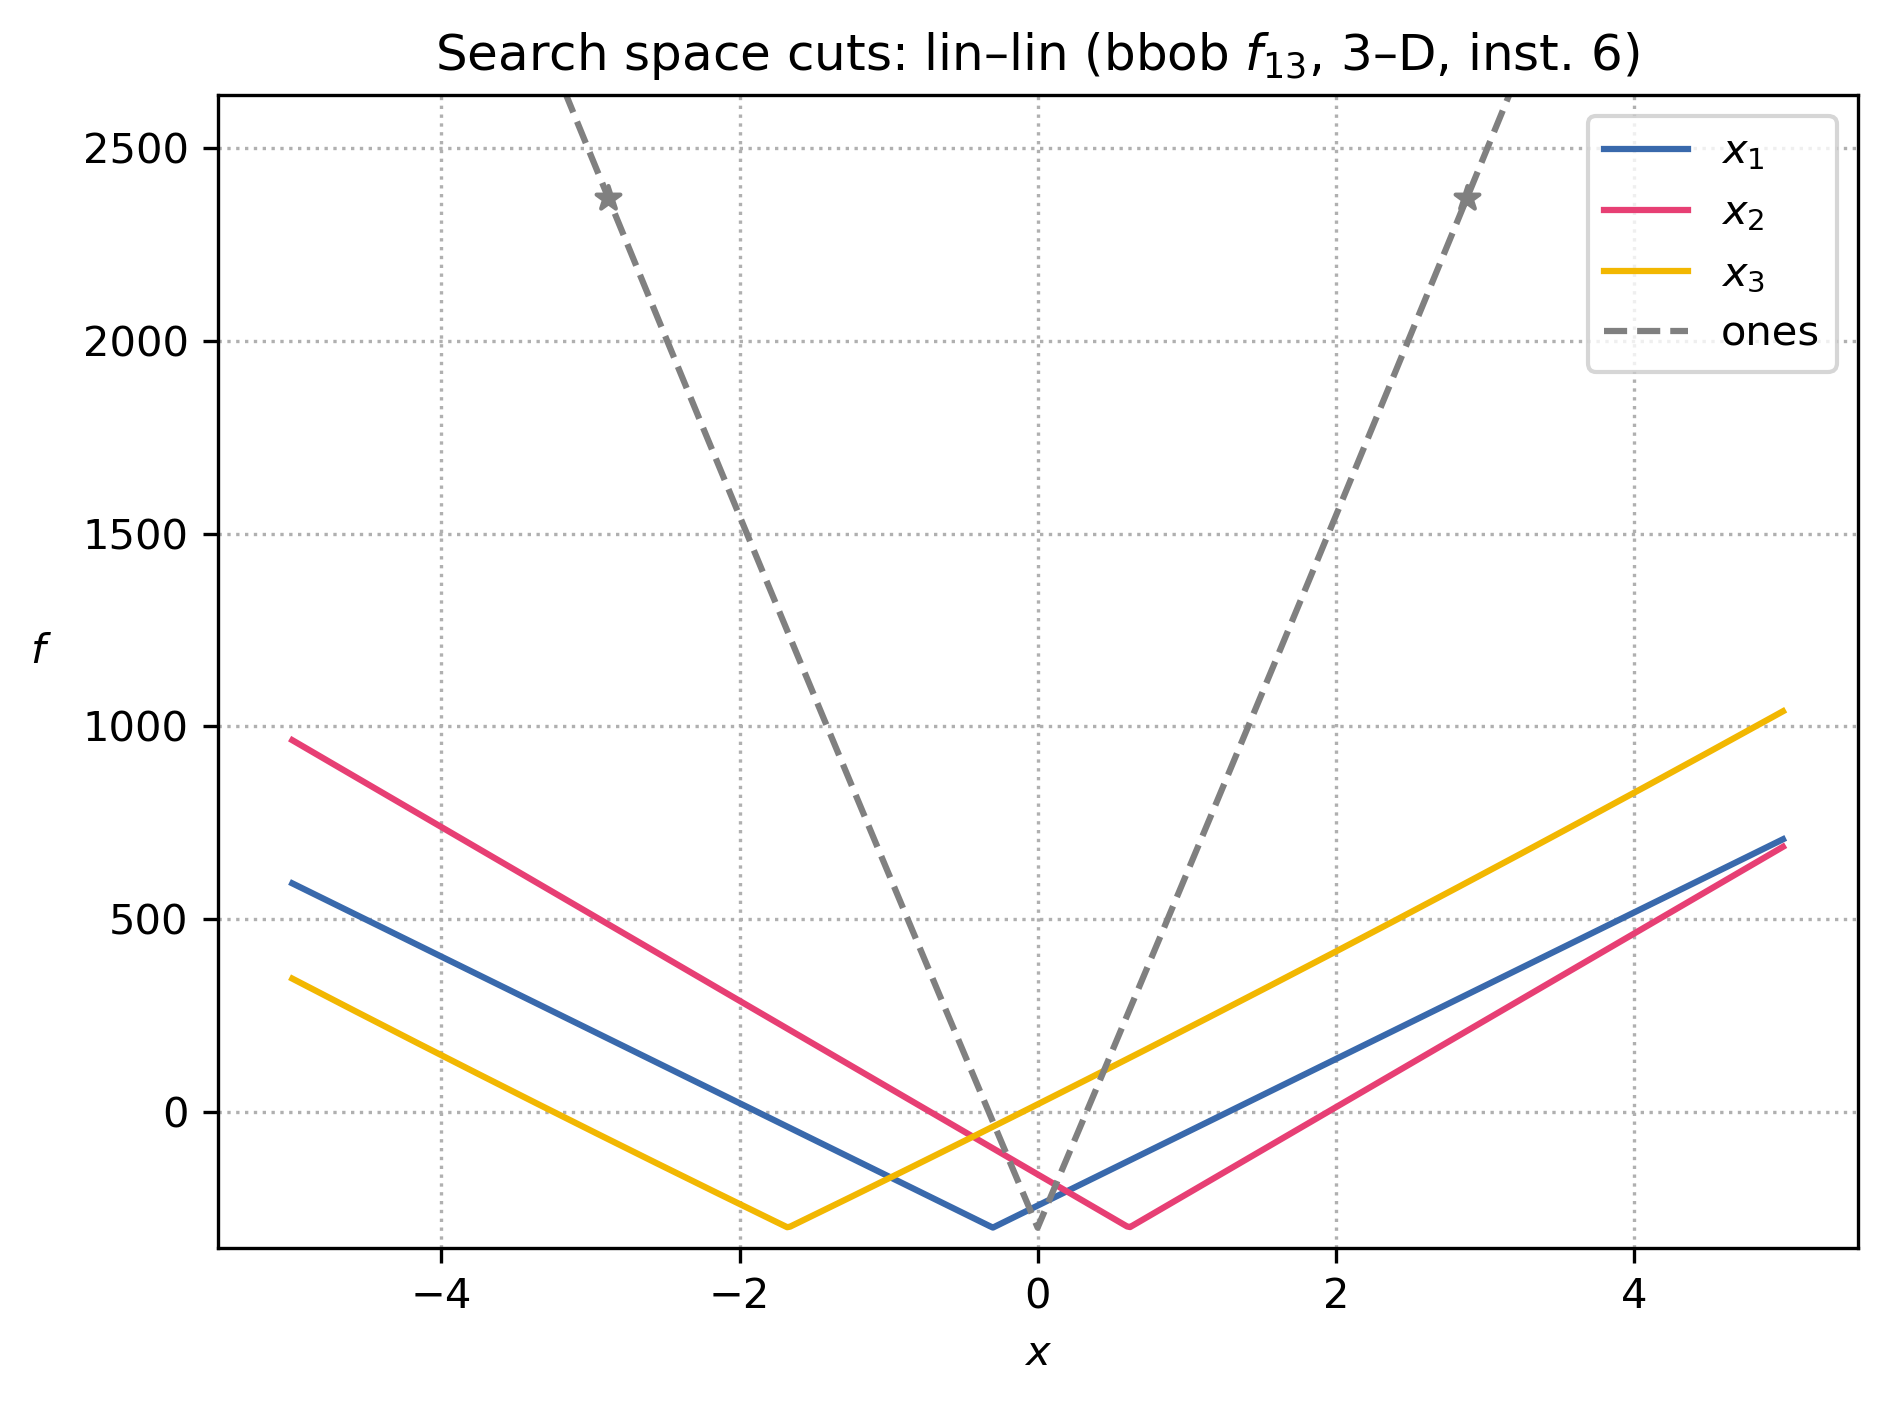 Search space cuts: lin–lin (bbob f₁₃, 3–D, inst. 6)
2500
2000
1500
1000
500
0
f
x₁
x₂
x₃
ones
−4
−2
0
2
4
x